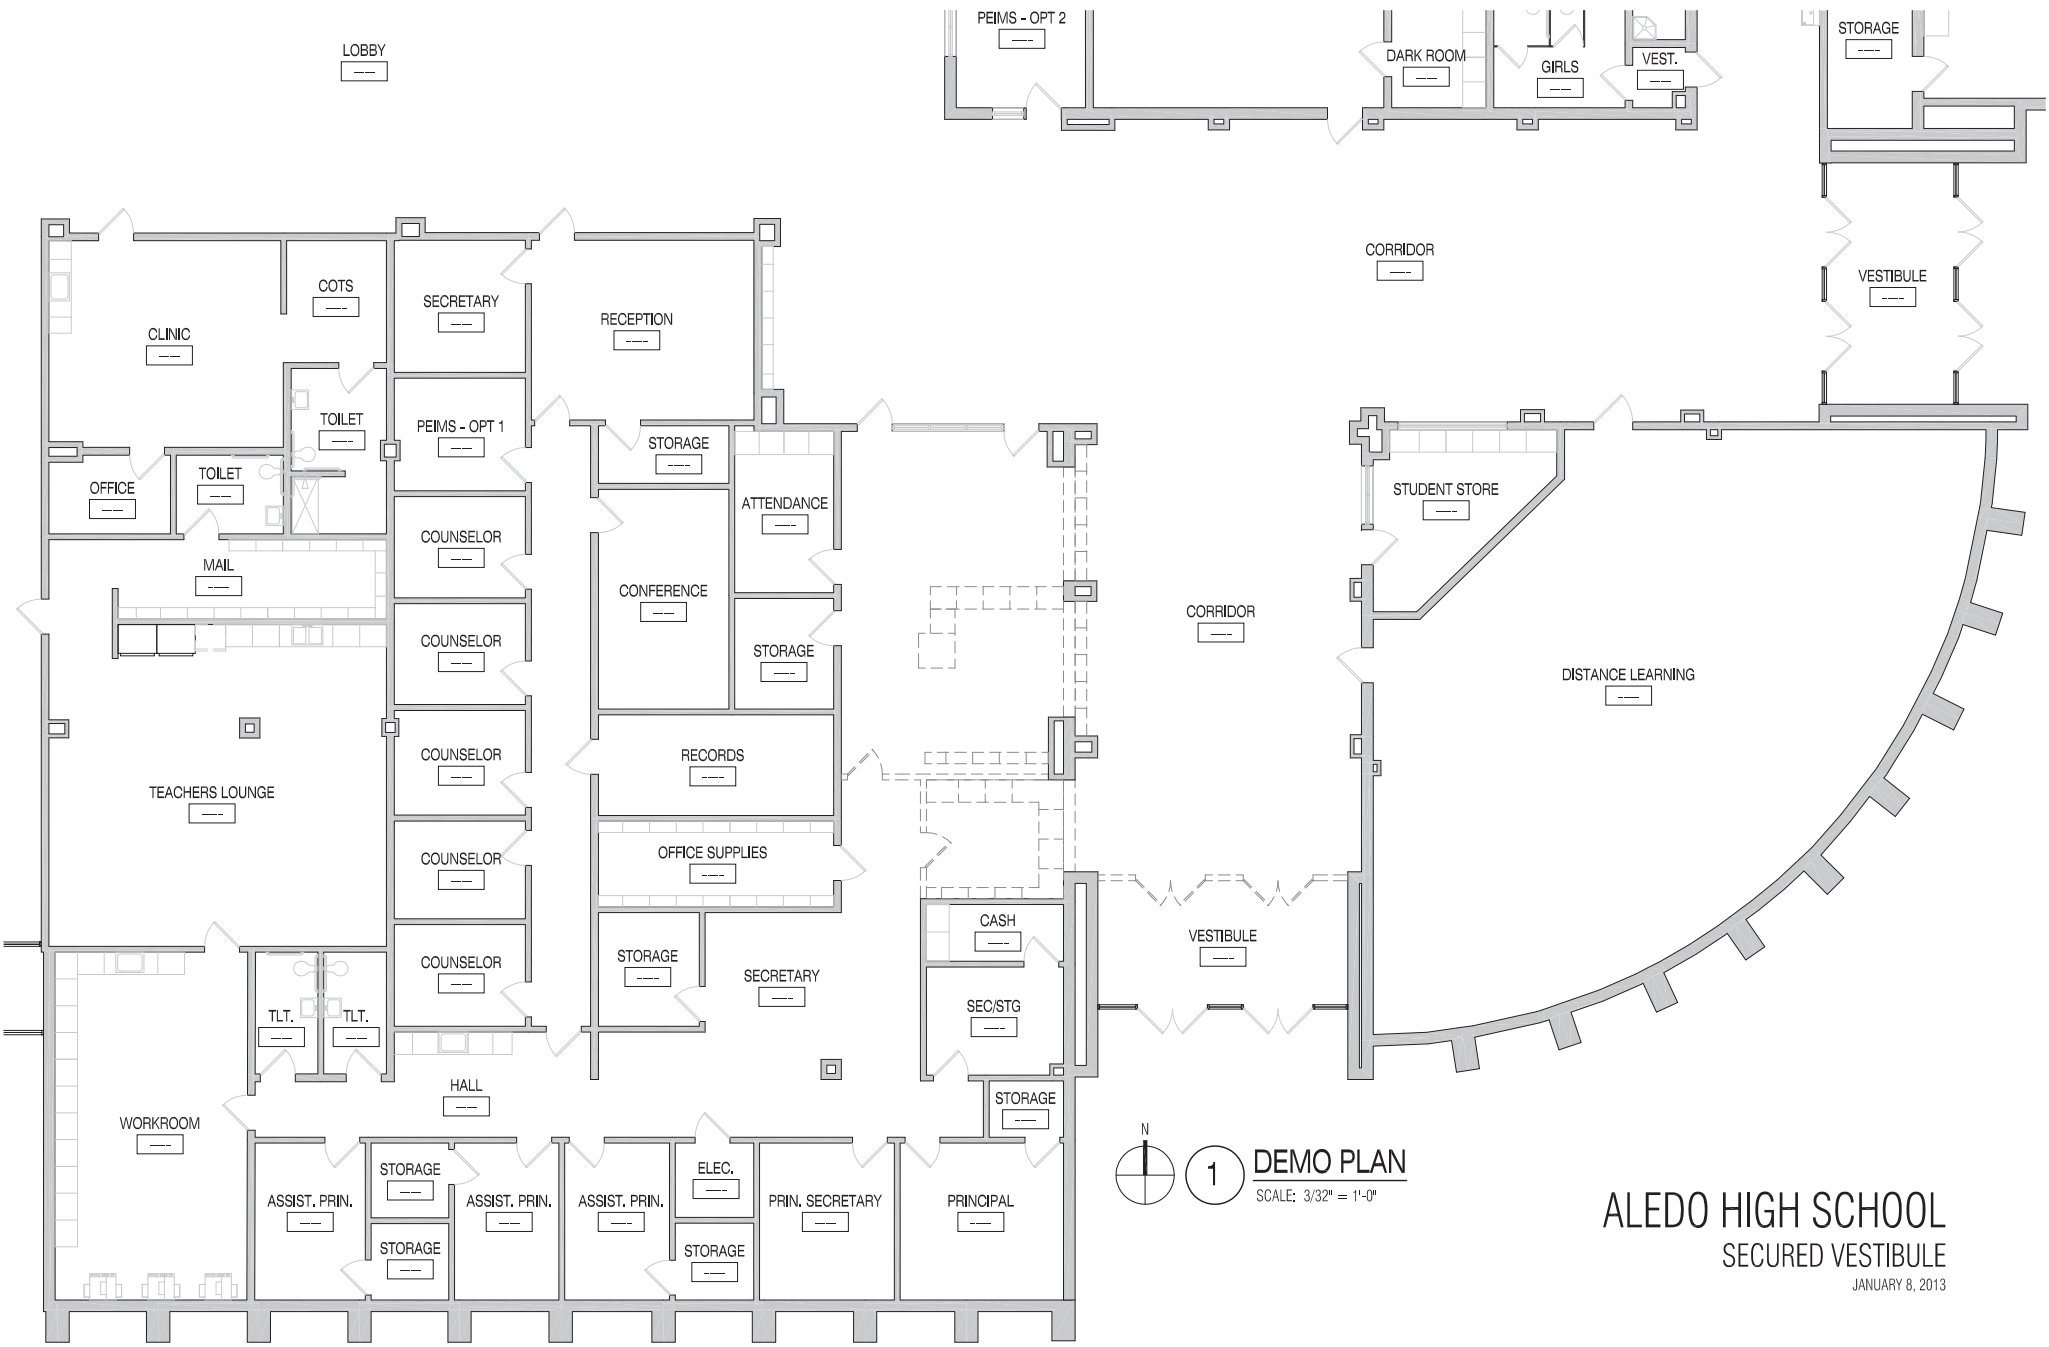 PEIMS - OPT 2
LOBBY
DARK ROOM
GIRLS
VEST.
STORAGE
CORRIDOR
VESTIBULE
COTS
SECRETARY
RECEPTION
CLINIC
TOILET
PEIMS - OPT 1
STORAGE
OFFICE
TOILET
ATTENDANCE
STUDENT STORE
COUNSELOR
MAIL
CONFERENCE
CORRIDOR
COUNSELOR
STORAGE
DISTANCE LEARNING
COUNSELOR
RECORDS
TEACHERS LOUNGE
COUNSELOR
OFFICE SUPPLIES
CASH
VESTIBULE
COUNSELOR
STORAGE
SECRETARY
SEC/STG
TLT.
TLT.
HALL
STORAGE
WORKROOM
N
1
DEMO PLAN
SCALE: 3/32" = 1'-0"
STORAGE
ELEC.
ASSIST. PRIN.
ASSIST. PRIN.
ASSIST. PRIN.
PRIN. SECRETARY
PRINCIPAL
STORAGE
STORAGE
ALEDO HIGH SCHOOL
SECURED VESTIBULE
JANUARY 8, 2013